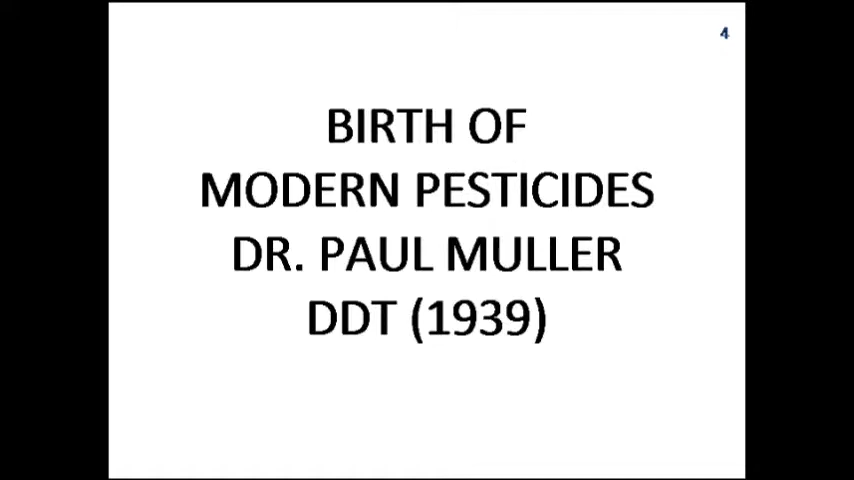 4
BIRTH OF
MODERN PESTICIDES
DR. PAUL MULLER
DDT (1939)